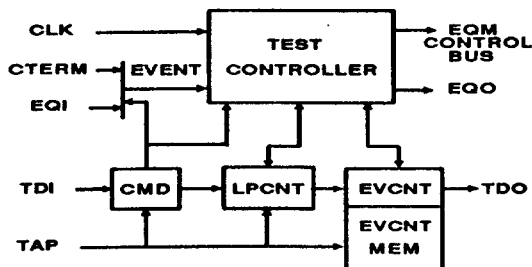 CLK
CTERM
EVENT
EQI
TEST
CONTROLLER
EQM
CONTROL
BUS
EQO
TDI
CMD
LPCNT
EVCNT
TDO
TAP
EVCNT
MEM